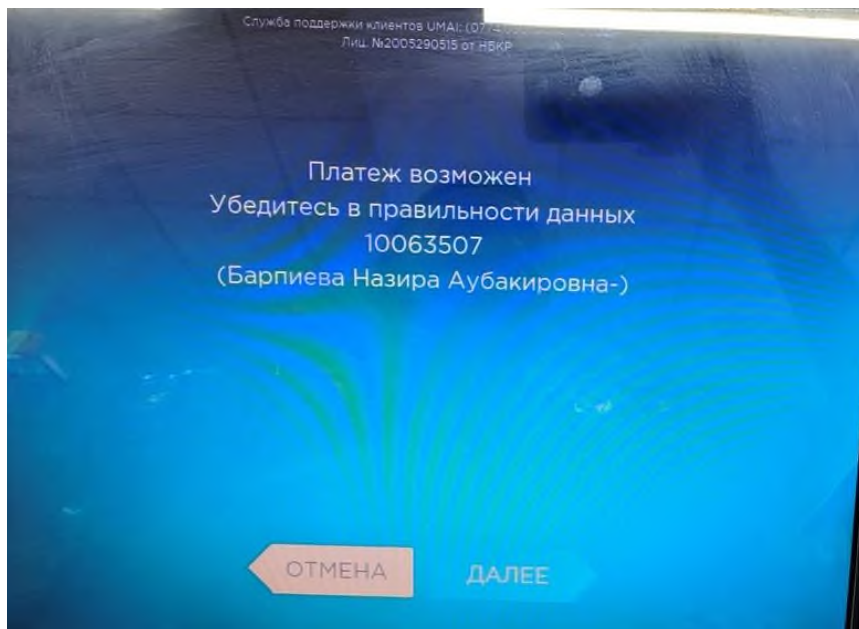 Служба поддержки клиентов UMAI:
Лиц. №2005290515 от НБКР
Платеж возможен
Убедитесь в правильности данных
10063507
(Барпиева Назира Аубакировна-)
ОТМЕНА
ДАЛЕЕ